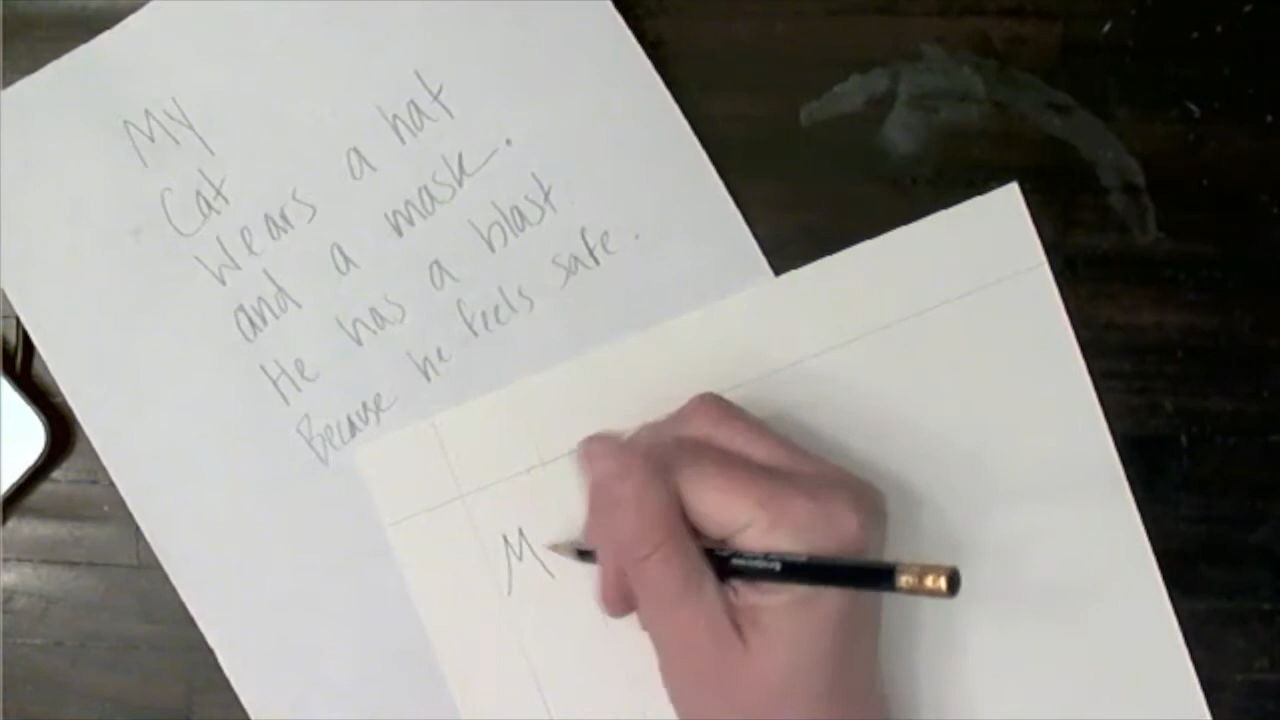 My
Cat
Wears a hat
and a mask.
He has a blast
Because he feels safe.
M